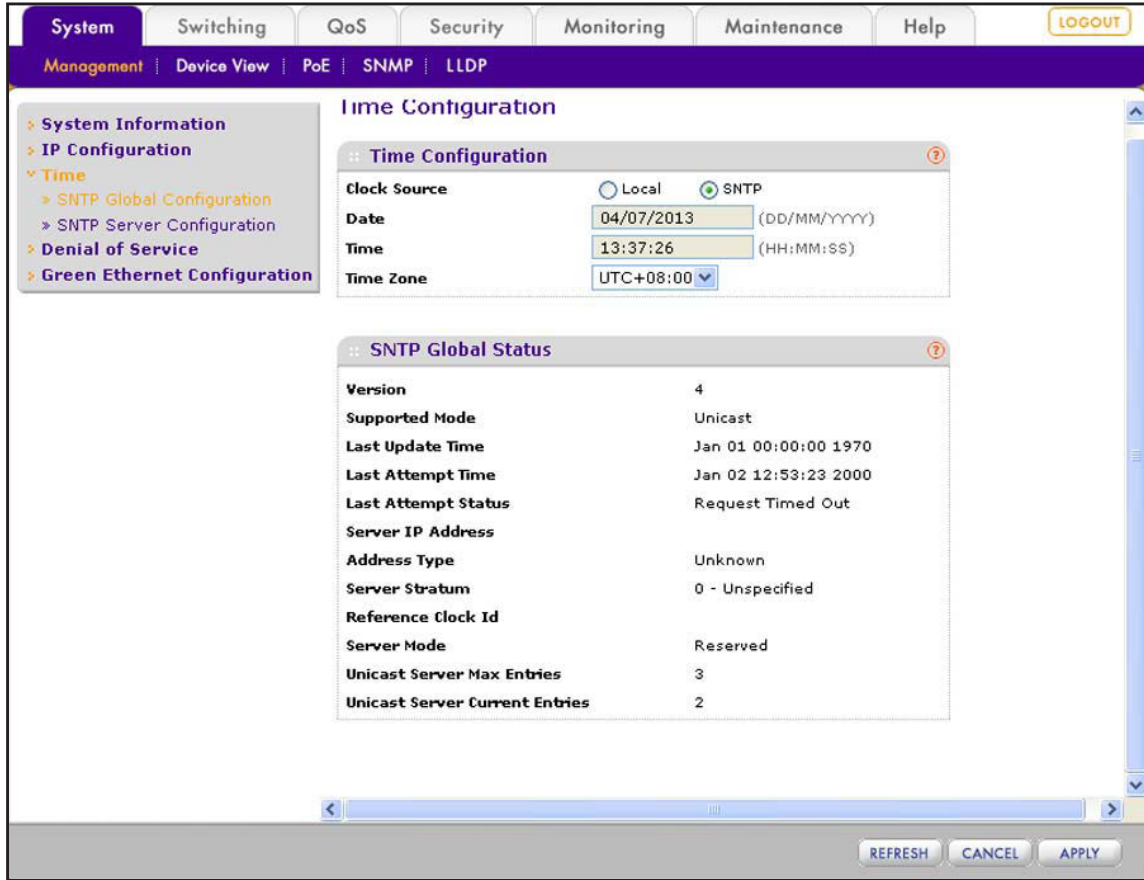 System Switching QoS Security Monitoring Maintenance Help LOGOUT
Management Device View PoE SNMP LLDP
System Information
IP Configuration
Time
» SNTP Global Configuration
» SNTP Server Configuration
Denial of Service
Green Ethernet Configuration
Time Configuration
:: Time Configuration ?
Clock Source Local SNTP
Date 04/07/2013 (DD/MM/YYYY)
Time 13:37:26 (HH:MM:SS)
Time Zone UTC+08:00
:: SNTP Global Status ?
Version 4
Supported Mode Unicast
Last Update Time Jan 01 00:00:00 1970
Last Attempt Time Jan 02 12:53:23 2000
Last Attempt Status Request Timed Out
Server IP Address
Address Type Unknown
Server Stratum 0 - Unspecified
Reference Clock Id
Server Mode Reserved
Unicast Server Max Entries 3
Unicast Server Current Entries 2
REFRESH CANCEL APPLY